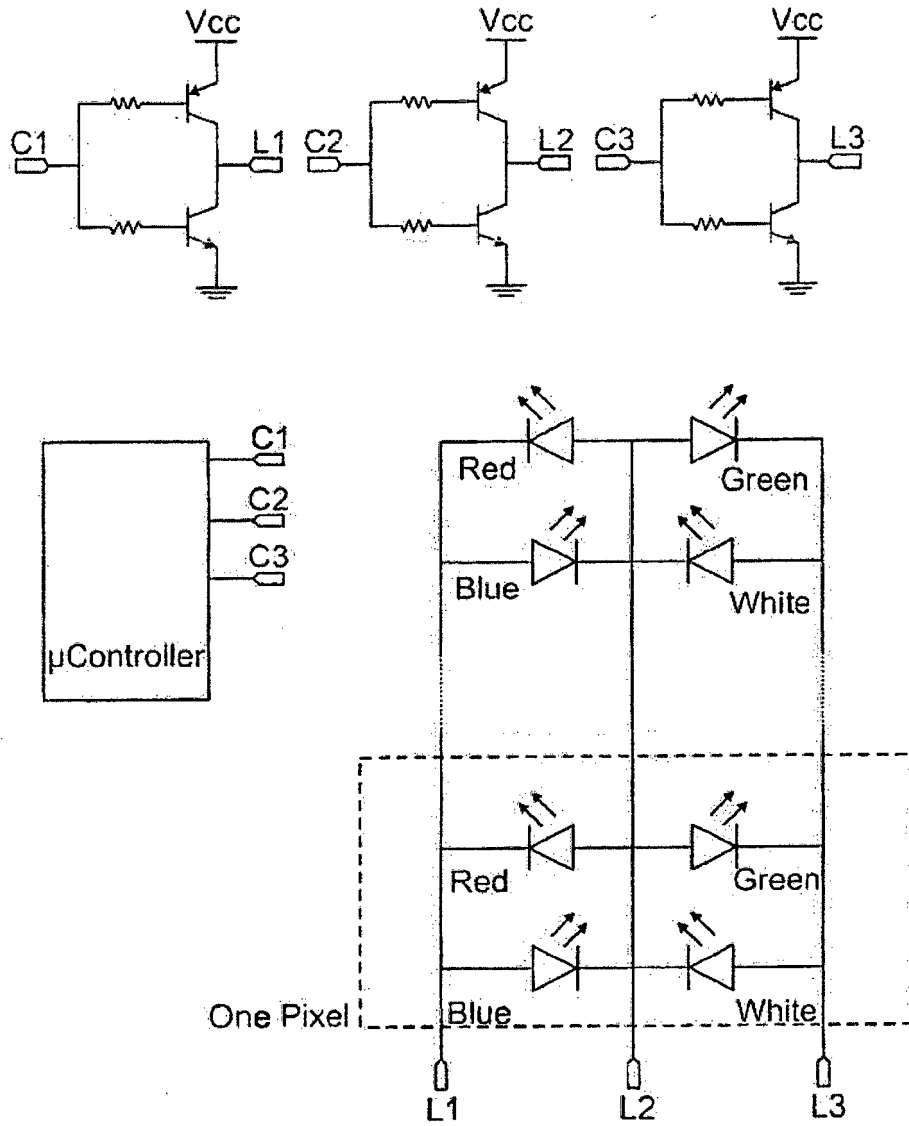 Vcc Vcc Vcc
C1 L1 C2 L2 C3 L3
C1
C2
C3
µController
Red Green
Blue White
Red Green
Blue White
One Pixel
L1 L2 L3